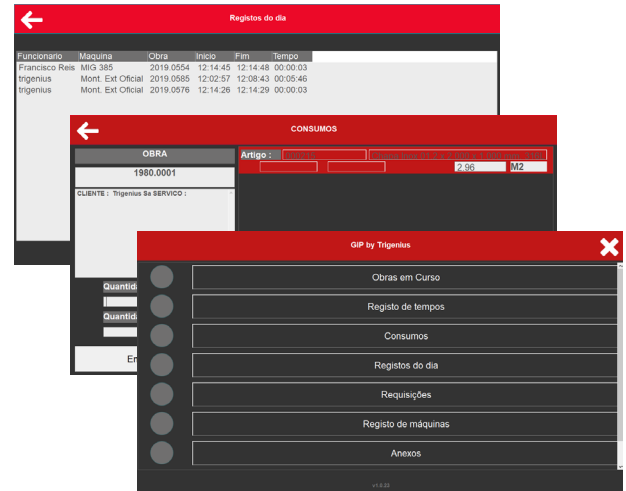 Registos do dia
Funcionario Maquina Obra Inicio Fim Tempo
Francisco Reis MIG 385 2019.0554 12:14:45 12:14:48 00:00:03
trigenius Mont. Ext Oficial 2019.0585 12:02:57 12:08:43 00:05:46
trigenius Mont. Ext Oficial 2019.0576 12:14:26 12:14:29 00:00:03
CONSUMOS
OBRA
1980.0001
CLIENTE : Trigenius Sa SERVICO :
Artigo :
2,96 M2
Quantid
Quantid
En
GIP by Trigenius
Obras em Curso
Registo de tempos
Consumos
Registos do dia
Requisições
Registo de máquinas
Anexos
v1.0.23